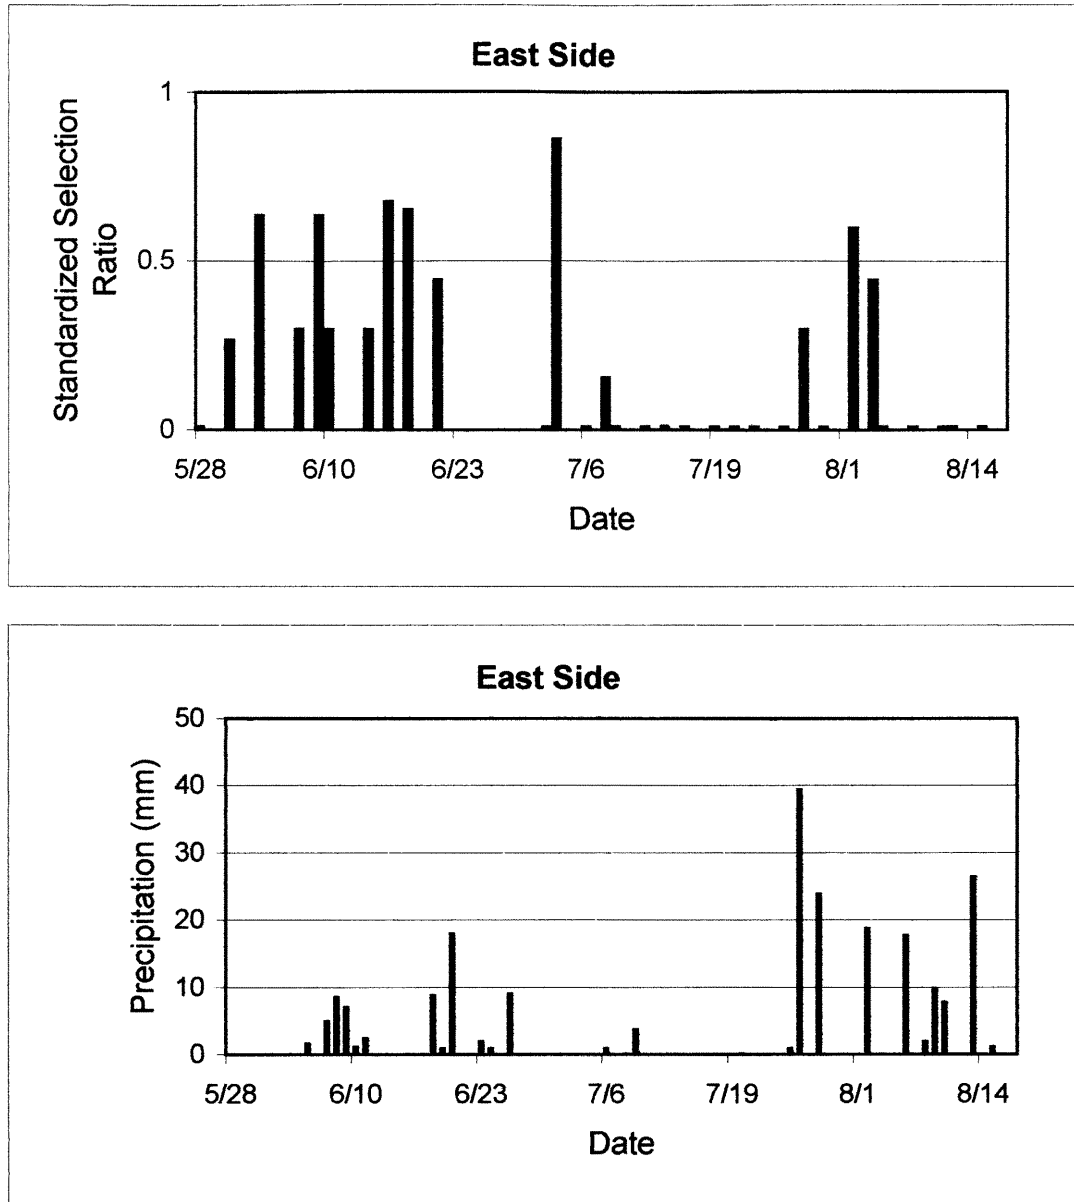 East Side
Standardized Selection
Ratio
1
0.5
0
5/28 6/10 6/23 7/6 7/19 8/1 8/14
Date
East Side
Precipitation (mm)
50
40
30
20
10
0
5/28 6/10 6/23 7/6 7/19 8/1 8/14
Date